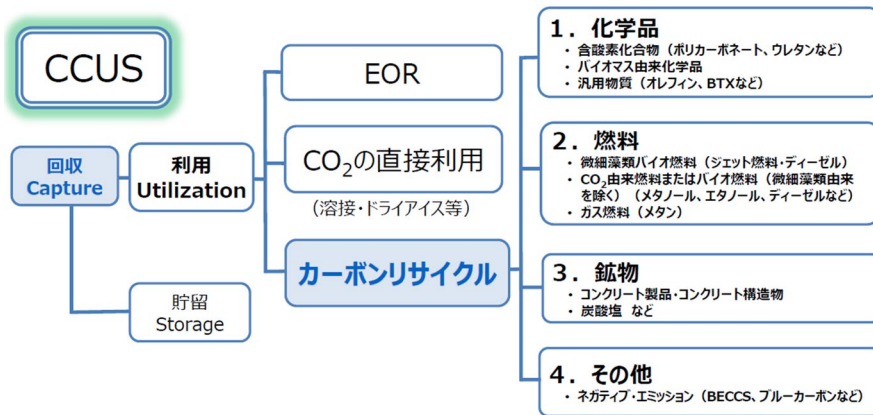 CCUS
回収
Capture
利用
Utilization
貯留
Storage
EOR
CO₂の直接利用
(溶接・ドライアイス等)
カーボンリサイクル
1．化学品
・ 含酸素化合物（ポリカーボネート、ウレタンなど）
・ バイオマス由来化学品
・ 汎用物質（オレフィン、BTXなど）
2．燃料
・ 微細藻類バイオ燃料（ジェット燃料・ディーゼル）
・ CO₂由来燃料またはバイオ燃料（微細藻類由来
を除く）（メタノール、エタノール、ディーゼルなど）
・ ガス燃料（メタン）
3．鉱物
・ コンクリート製品・コンクリート構造物
・ 炭酸塩 など
4．その他
・ ネガティブ・エミッション（BECCS、ブルーカーボンなど）